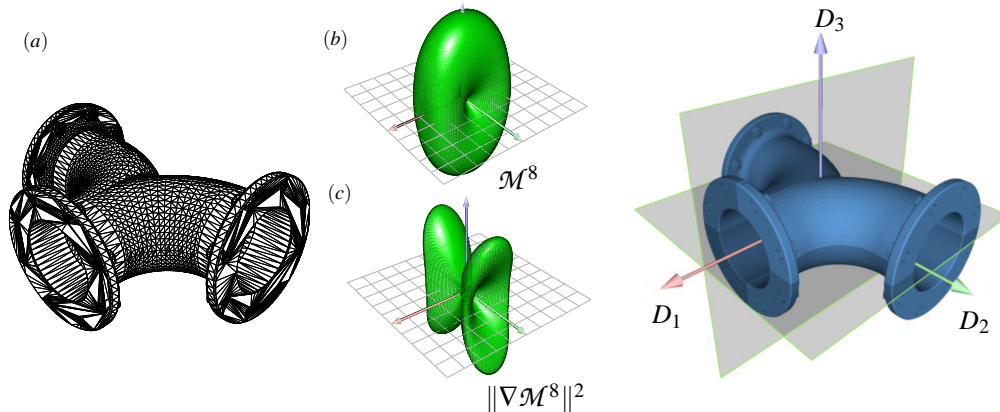 (a)
(b)
ℳ⁸
(c)
‖∇ℳ⁸‖²
D₃
D₁
D₂